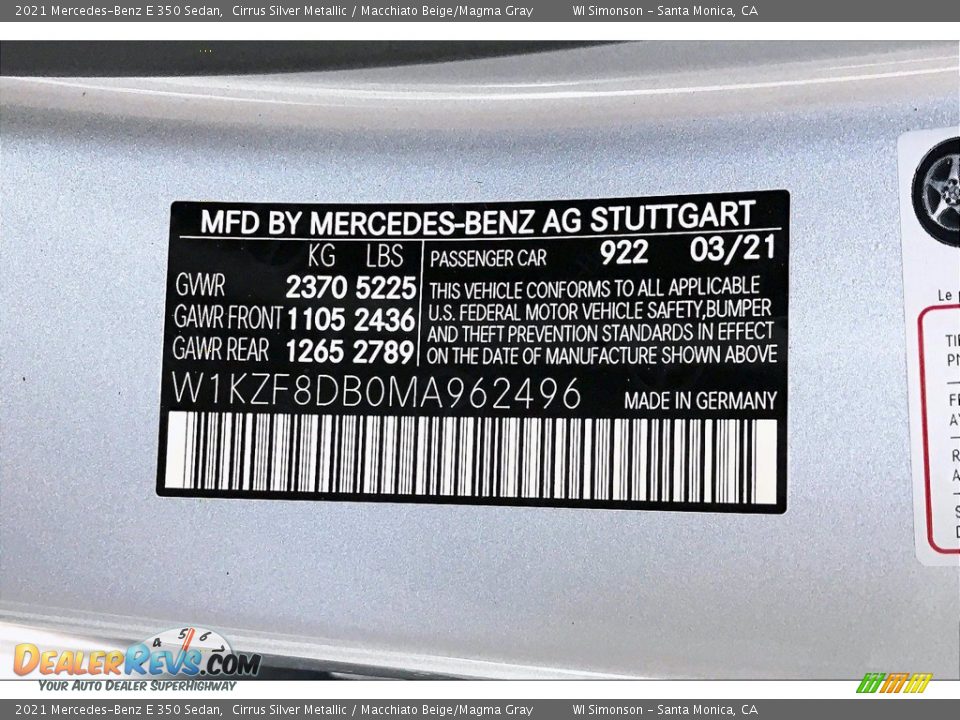 2021 Mercedes-Benz E 350 Sedan, Cirrus Silver Metallic / Macchiato Beige/Magma Gray WI Simonson - Santa Monica, CA
MFD BY MERCEDES-BENZ AG STUTTGART
KG LBS
GVWR 2370 5225
GAWR FRONT 1105 2436
GAWR REAR 1265 2789
PASSENGER CAR 922 03/21
THIS VEHICLE CONFORMS TO ALL APPLICABLE
U.S. FEDERAL MOTOR VEHICLE SAFETY, BUMPER
AND THEFT PREVENTION STANDARDS IN EFFECT
ON THE DATE OF MANUFACTURE SHOWN ABOVE
W1KZF8DB0MA962496
MADE IN GERMANY
Le
4 5 6
DEALERREVS.COM
YOUR AUTO DEALER SUPERHIGHWAY
2021 Mercedes-Benz E 350 Sedan, Cirrus Silver Metallic / Macchiato Beige/Magma Gray WI Simonson - Santa Monica, CA